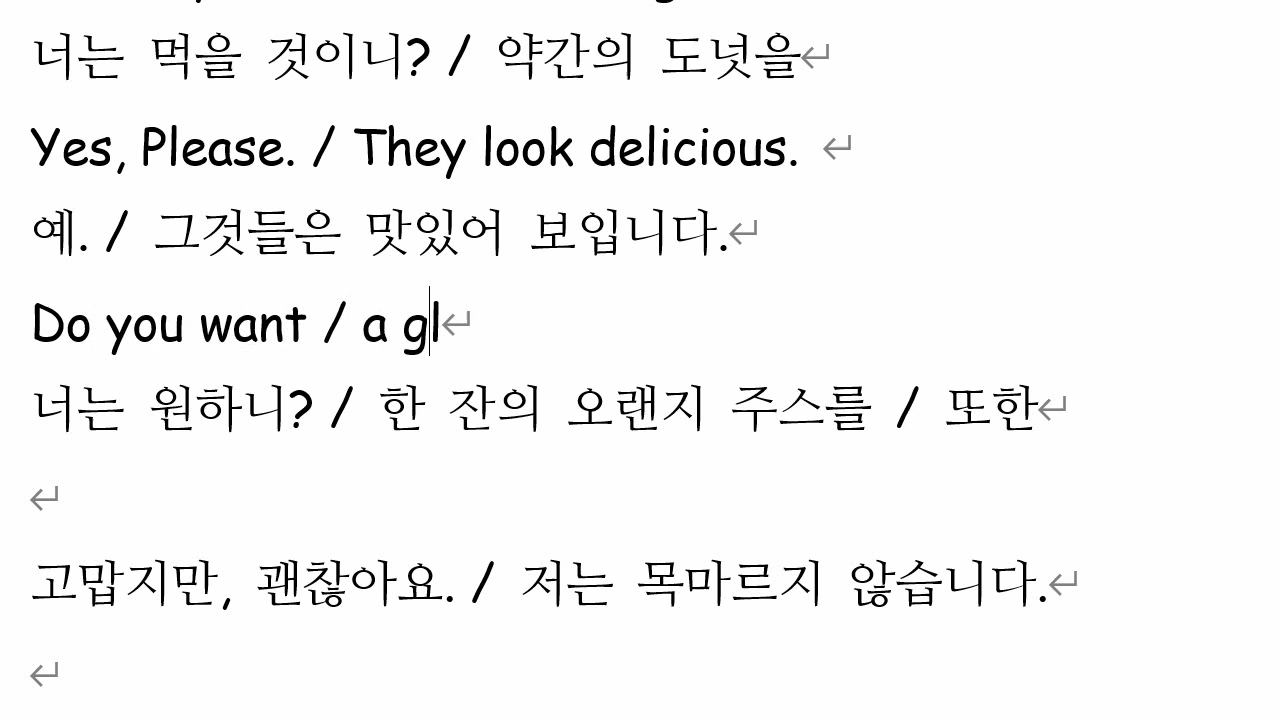 너는 먹을 것이니? / 약간의 도넛을
Yes, Please. / They look delicious.
예. / 그것들은 맛있어 보입니다.
Do you want / a gl
너는 원하니? / 한 잔의 오랜지 주스를 / 또한
고맙지만, 괜찮아요. / 저는 목마르지 않습니다.